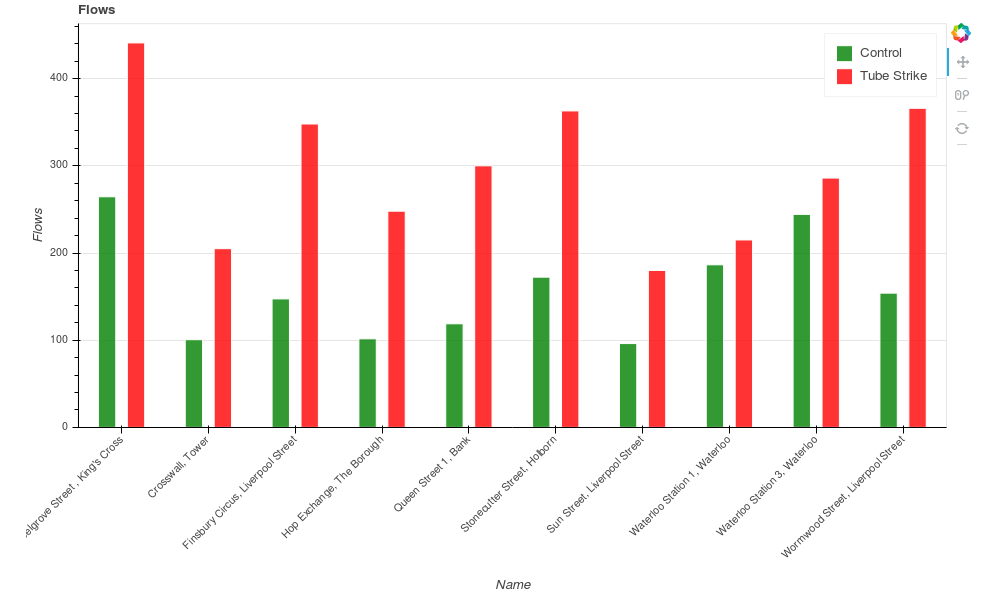 Flows
Control
Tube Strike
400
300
200
100
0
Flows
elgrove Street , King's Cross
Crosswall, Tower
Finsbury Circus, Liverpool Street
Hop Exchange, The Borough
Queen Street 1, Bank
Stonecutter Street, Holborn
Sun Street, Liverpool Street
Waterloo Station 1, Waterloo
Waterloo Station 3, Waterloo
Wormwood Street, Liverpool Street
Name